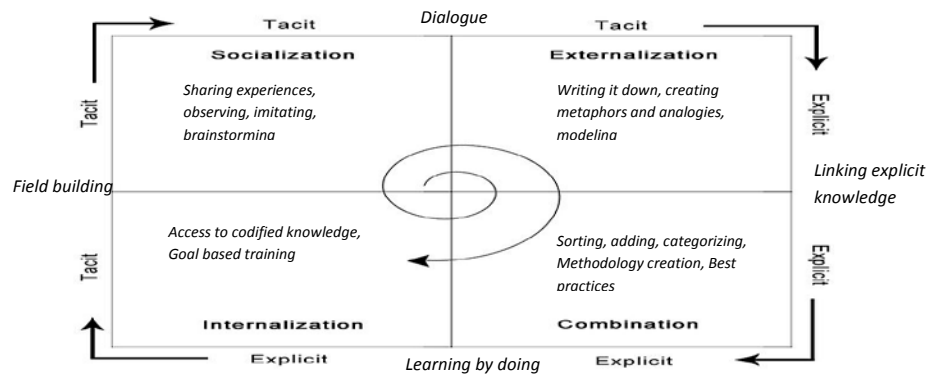 Dialogue
Tacit
Tacit
Socialization
Externalization
Sharing experiences,
observing, imitating,
brainstormina
Writing it down, creating
metaphors and analogies,
modelina
Tacit
Explicit
Field building
Linking explicit
knowledge
Access to codified knowledge,
Goal based training
Sorting, adding, categorizing,
Methodology creation, Best
practices
Tacit
Explicit
Internalization
Combination
Explicit
Learning by doing
Explicit